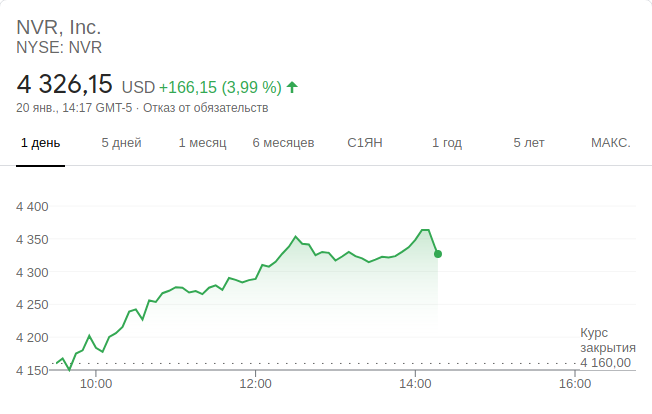 NVR, Inc.
NYSE: NVR
4 326,15 USD +166,15 (3,99 %)
20 янв., 14:17 GMT-5 · Отказ от обязательств
1 день 5 дней 1 месяц 6 месяцев С1ЯН 1 год 5 лет МАКС.
4 400
4 350
4 300
4 250
4 200
Курс
закрытия
4 160,00
4 150
10:00 12:00 14:00 16:00